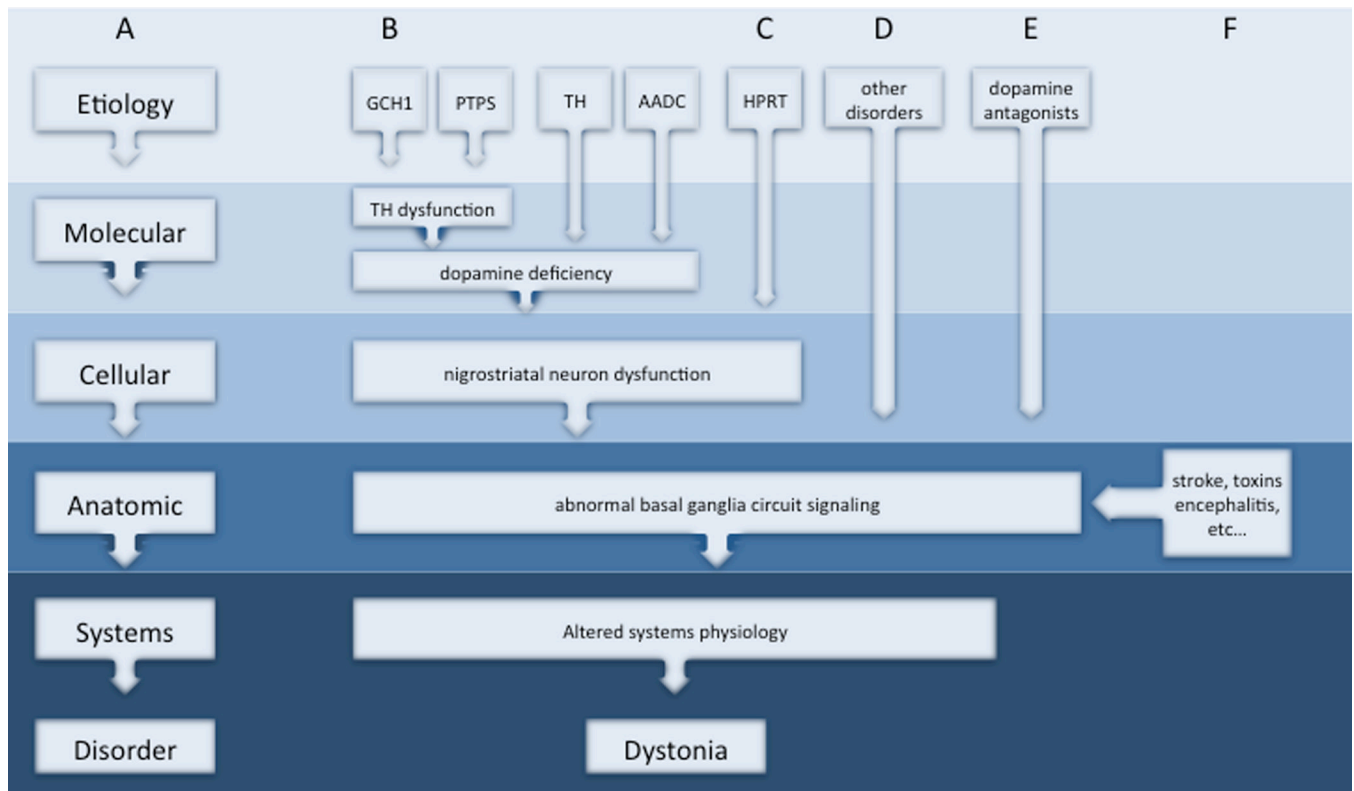 A B C D E F
Etiology
GCH1 PTPS TH AADC HPRT
other
disorders
dopamine
antagonists
Molecular
TH dysfunction
dopamine deficiency
Cellular
nigrostriatal neuron dysfunction
Anatomic
abnormal basal ganglia circuit signaling
stroke, toxins
encephalitis,
etc...
Systems
Altered systems physiology
Disorder
Dystonia